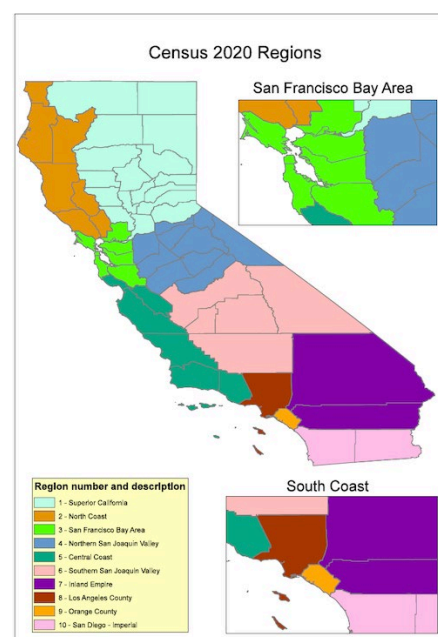 Census 2020 Regions
San Francisco Bay Area
Region number and description
1 - Superior California
2 - North Coast
3 - San Francisco Bay Area
4 - Northern San Joaquin Valley
5 - Central Coast
6 - Southern San Joaquin Valley
7 - Inland Empire
8 - Los Angeles County
9 - Orange County
10 - San Diego - Imperial
South Coast